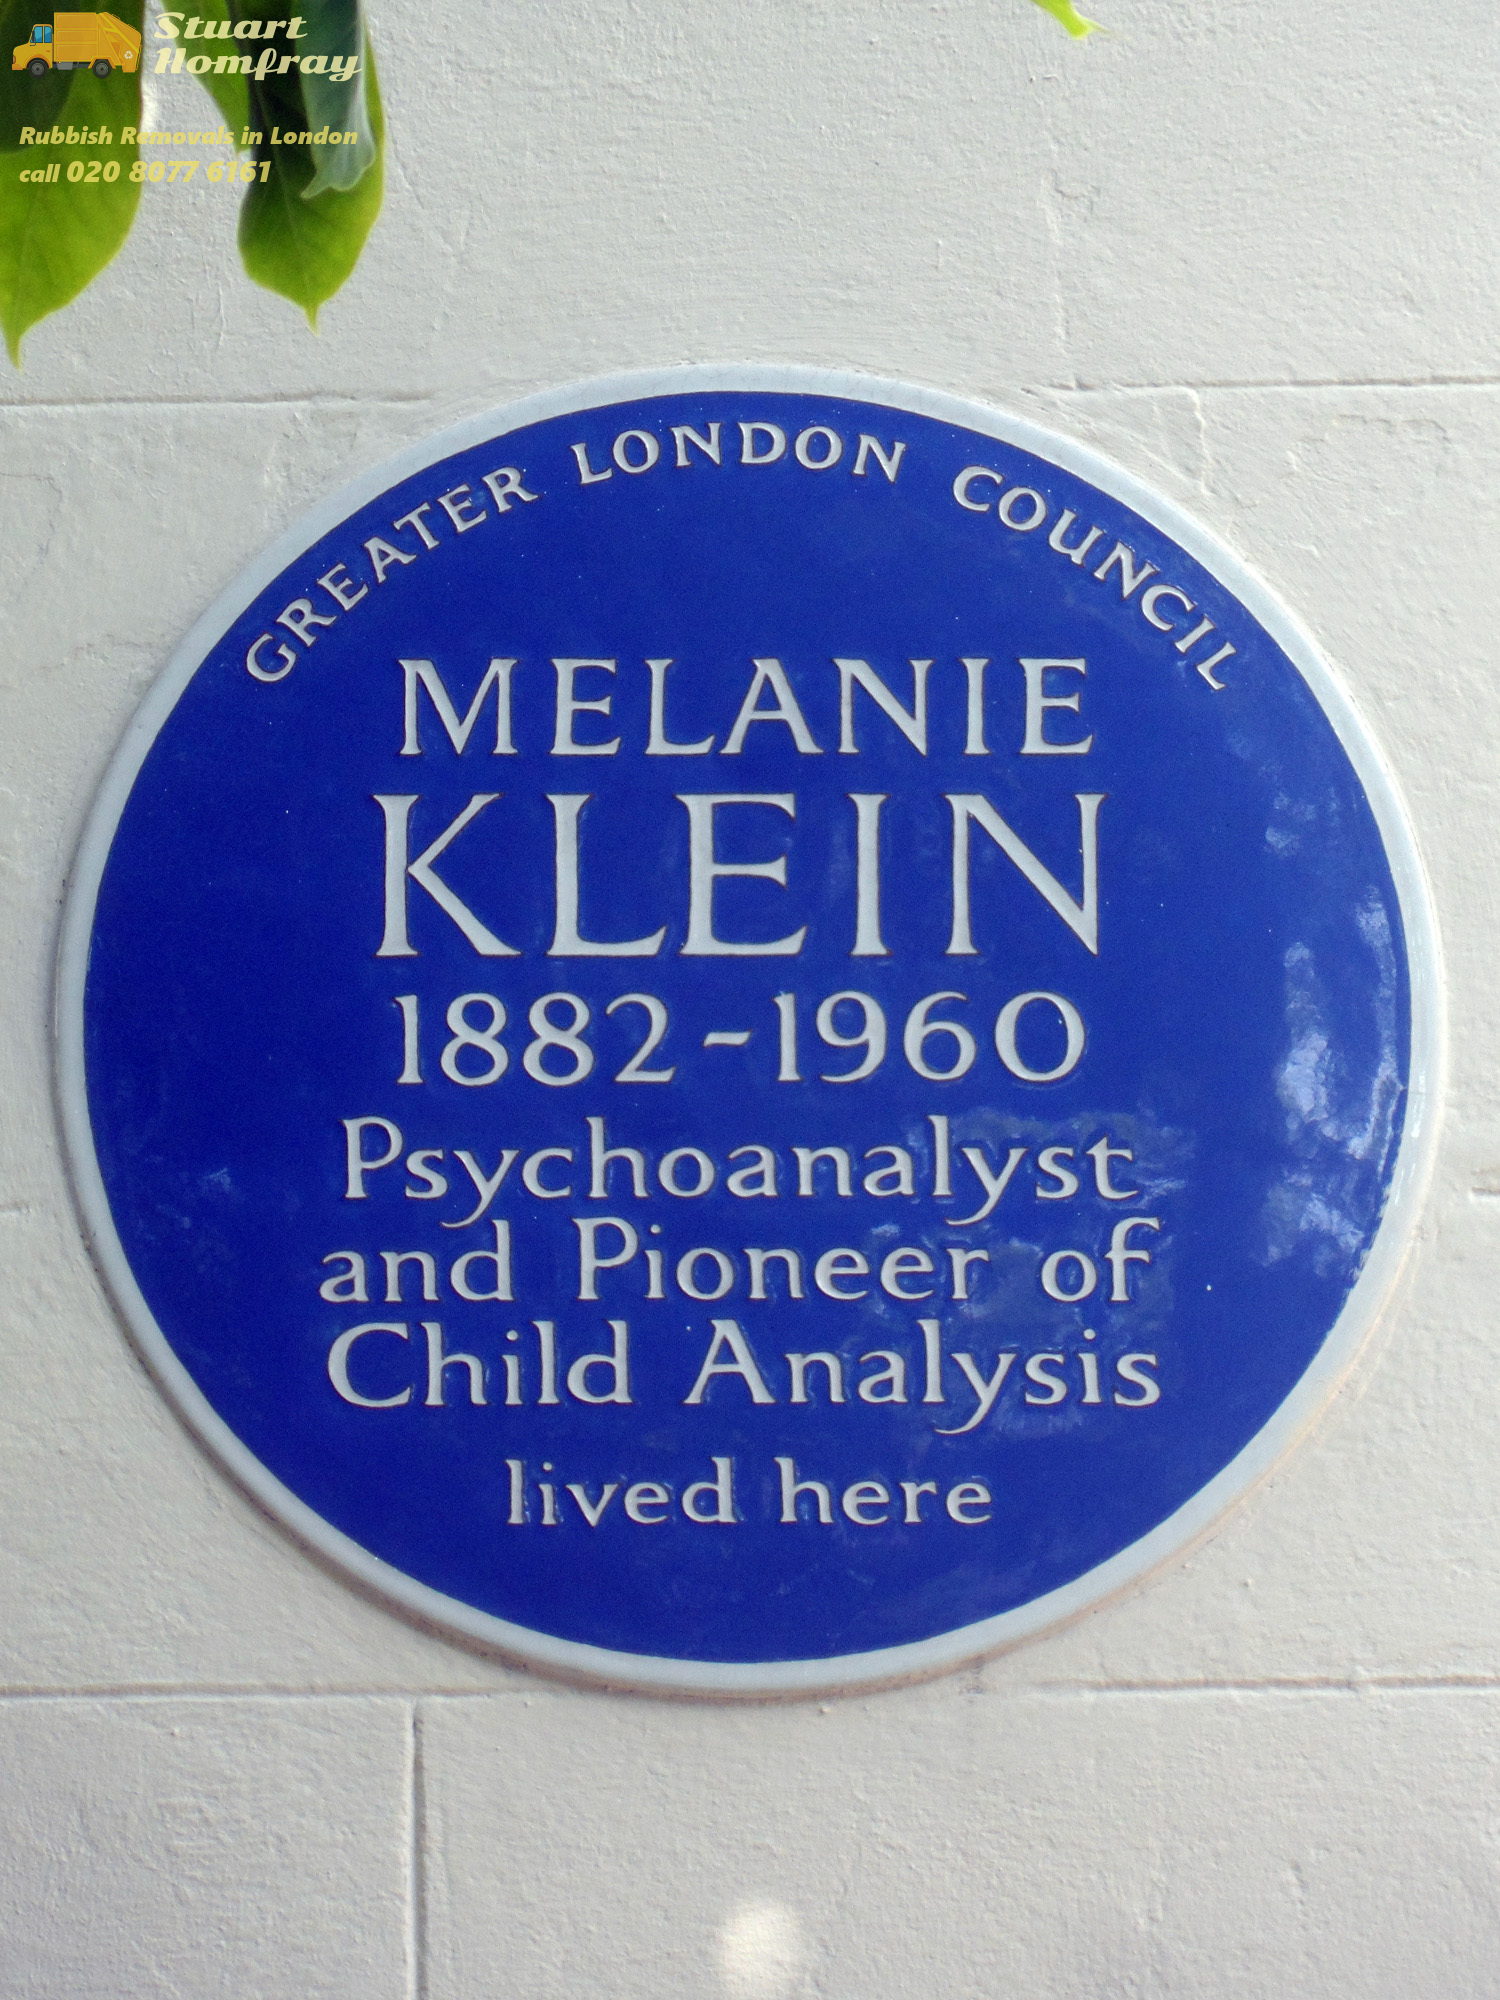 Stuart
Homfray
Rubbish Removals in London
call 020 8077 6161
GREATER LONDON COUNCIL
MELANIE
KLEIN
1882-1960
Psychoanalyst
and Pioneer of
Child Analysis
lived here